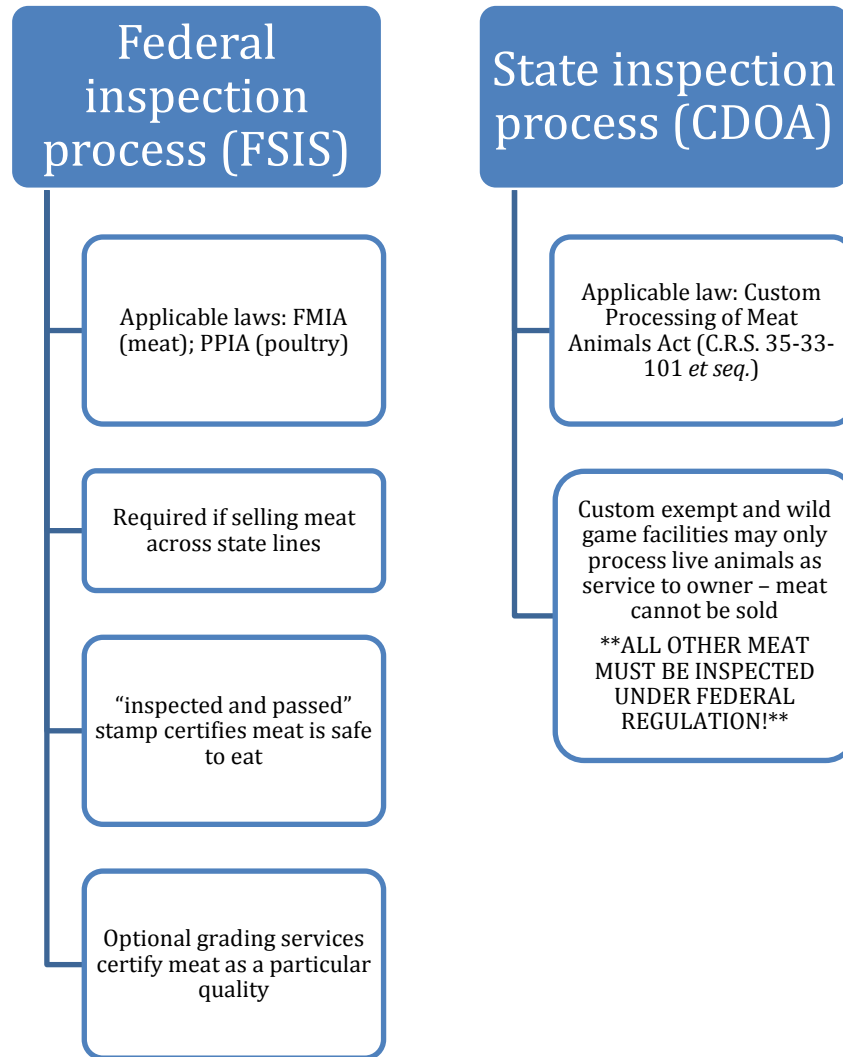 Federal
inspection
process (FSIS)
Applicable laws: FMIA
(meat); PPIA (poultry)
Required if selling meat
across state lines
“inspected and passed”
stamp certifies meat is safe
to eat
Optional grading services
certify meat as a particular
quality
State inspection
process (CDOA)
Applicable law: Custom
Processing of Meat
Animals Act (C.R.S. 35-33-
101 et seq.)
Custom exempt and wild
game facilities may only
process live animals as
service to owner – meat
cannot be sold
**ALL OTHER MEAT
MUST BE INSPECTED
UNDER FEDERAL
REGULATION!**